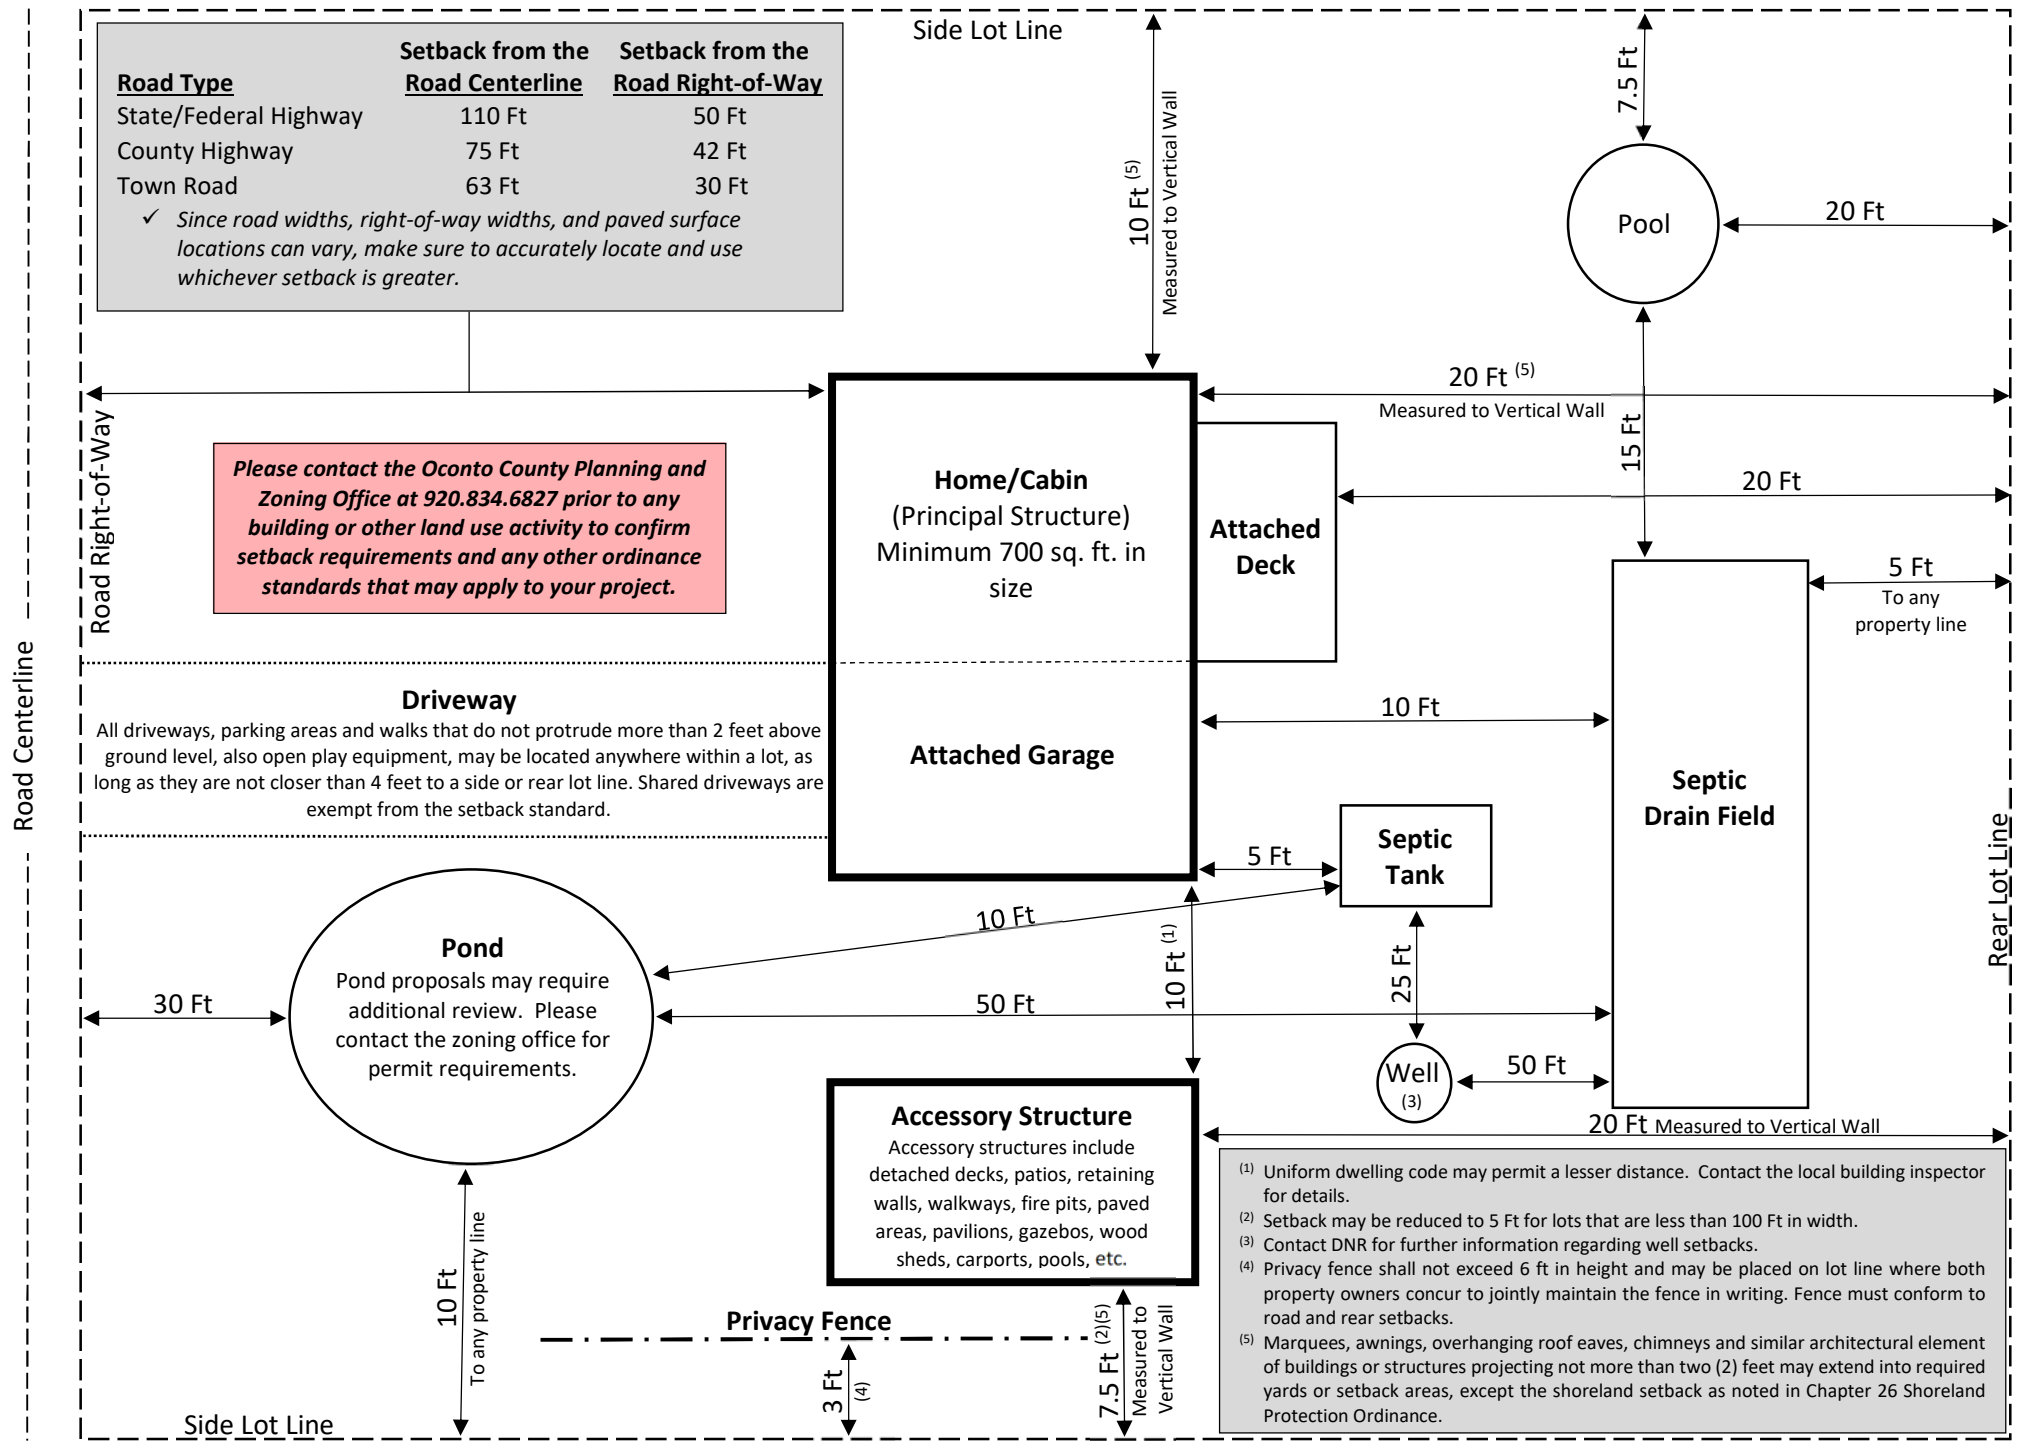 Side Lot Line
Setback from the Setback from the
Road Type Road Centerline Road Right-of-Way
State/Federal Highway 110 Ft 50 Ft
County Highway 75 Ft 42 Ft
Town Road 63 Ft 30 Ft
✓ Since road widths, right-of-way widths, and paved surface
locations can vary, make sure to accurately locate and use
whichever setback is greater.
10 Ft (5)
Measured to Vertical Wall
7.5 Ft
Pool
20 Ft
15 Ft
20 Ft (5)
Measured to Vertical Wall
Road Centerline
Road Right-of-Way
Please contact the Oconto County Planning and
Zoning Office at 920.834.6827 prior to any
building or other land use activity to confirm
setback requirements and any other ordinance
standards that may apply to your project.
Home/Cabin
(Principal Structure)
Minimum 700 sq. ft. in
size
Attached
Deck
20 Ft
5 Ft
To any
property line
Driveway
All driveways, parking areas and walks that do not protrude more than 2 feet above
ground level, also open play equipment, may be located anywhere within a lot, as
long as they are not closer than 4 feet to a side or rear lot line. Shared driveways are
exempt from the setback standard.
Attached Garage
10 Ft
Septic
Drain Field
Septic
Tank
5 Ft
10 Ft
Rear Lot Line
Pond
Pond proposals may require
additional review. Please
contact the zoning office for
permit requirements.
30 Ft
50 Ft
10 Ft (1)
25 Ft
Well
(3)
50 Ft
20 Ft Measured to Vertical Wall
Accessory Structure
Accessory structures include
detached decks, patios, retaining
walls, walkways, fire pits, paved
areas, pavilions, gazebos, wood
sheds, carports, pools, etc.
10 Ft
To any property line
Privacy Fence
3 Ft
(4)
7.5 Ft (2)(5)
Measured to
Vertical Wall
Side Lot Line
(1) Uniform dwelling code may permit a lesser distance. Contact the local building inspector
for details.
(2) Setback may be reduced to 5 Ft for lots that are less than 100 Ft in width.
(3) Contact DNR for further information regarding well setbacks.
(4) Privacy fence shall not exceed 6 ft in height and may be placed on lot line where both
property owners concur to jointly maintain the fence in writing. Fence must conform to
road and rear setbacks.
(5) Marquees, awnings, overhanging roof eaves, chimneys and similar architectural element
of buildings or structures projecting not more than two (2) feet may extend into required
yards or setback areas, except the shoreland setback as noted in Chapter 26 Shoreland
Protection Ordinance.